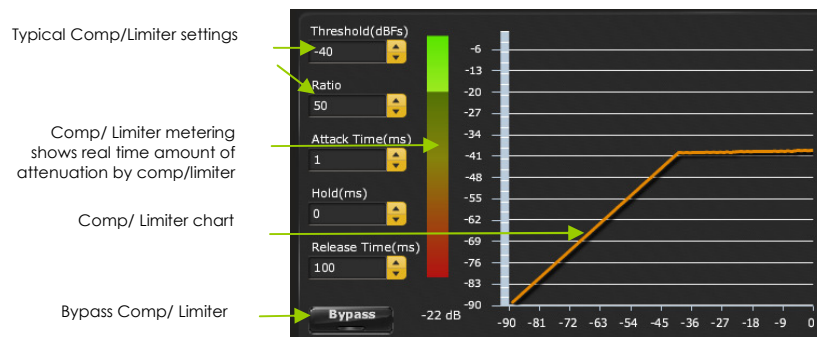 Typical Comp/Limiter settings
Comp/ Limiter metering
shows real time amount of
attenuation by comp/limiter
Comp/ Limiter chart
Bypass Comp/ Limiter
Threshold(dBFs)
-40
Ratio
50
Attack Time(ms)
1
Hold(ms)
0
Release Time(ms)
100
Bypass
-22 dB
-6
-13
-20
-27
-34
-41
-48
-55
-62
-69
-76
-83
-90
-90 -81 -72 -63 -54 -45 -36 -27 -18 -9 0